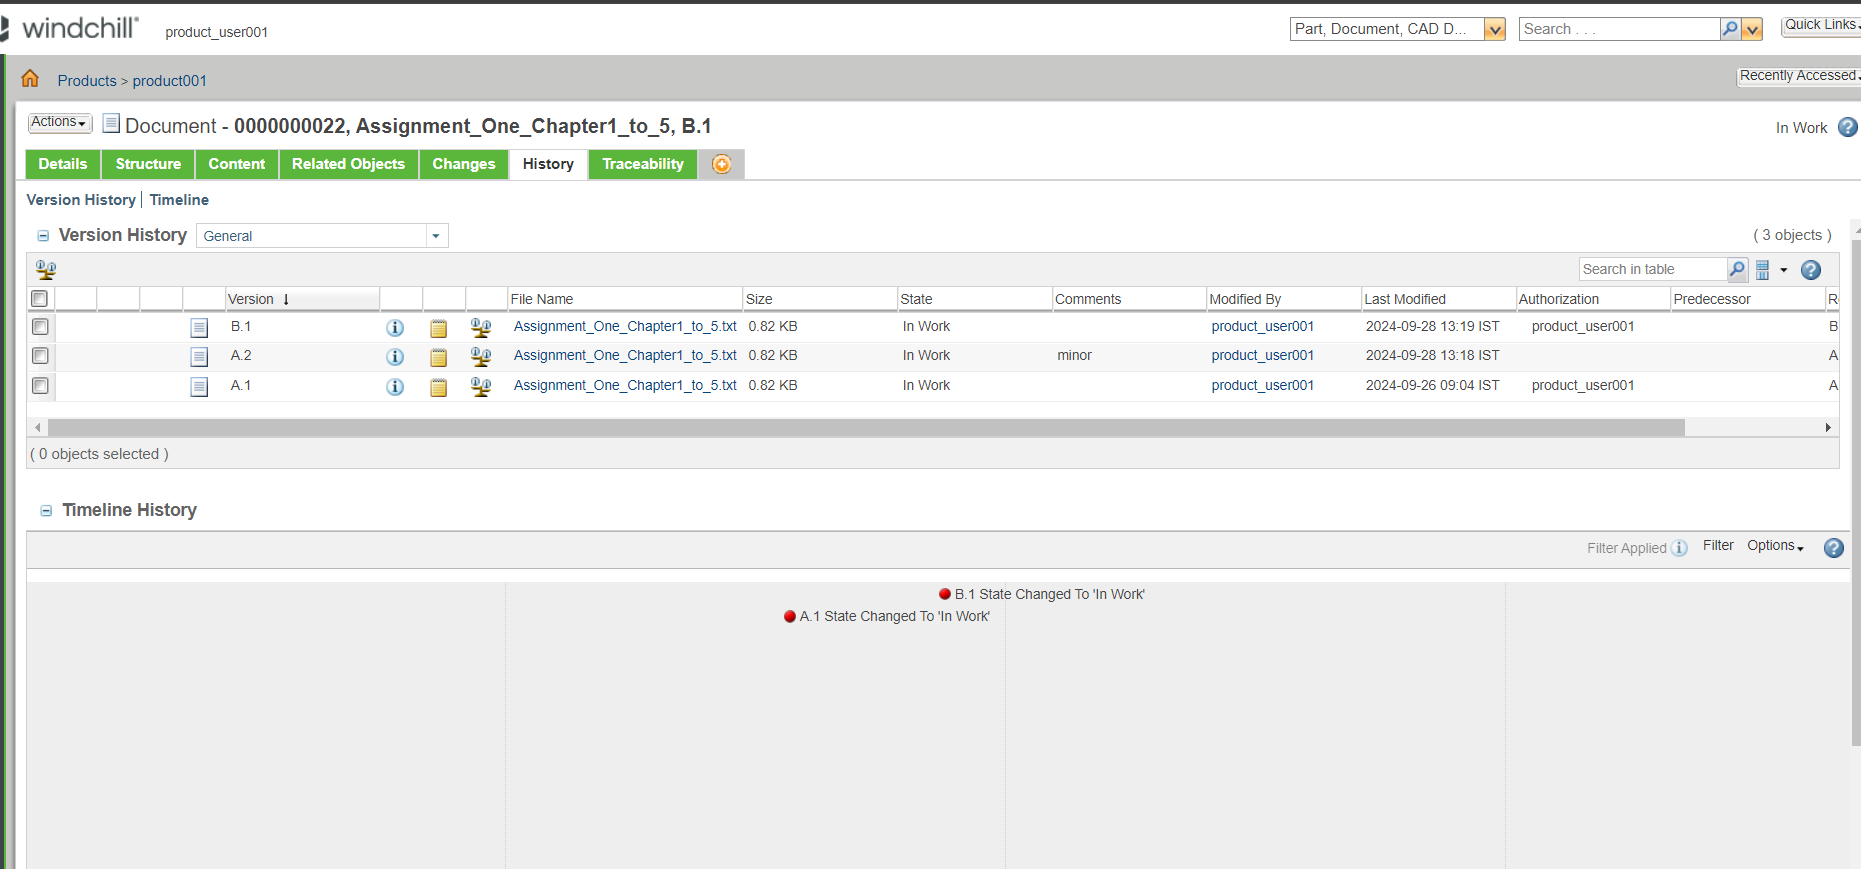 windchill product_user001 Part, Document, CAD D... Search . . . Quick Links
Products > product001 Recently Accessed
Actions Document - 0000000022, Assignment_One_Chapter1_to_5, B.1 In Work
Details Structure Content Related Objects Changes History Traceability
Version History Timeline
Version History General ( 3 objects )
Search in table
Version File Name Size State Comments Modified By Last Modified Authorization Predecessor
B.1 Assignment_One_Chapter1_to_5.txt 0.82 KB In Work product_user001 2024-09-28 13:19 IST product_user001 B
A.2 Assignment_One_Chapter1_to_5.txt 0.82 KB In Work minor product_user001 2024-09-28 13:18 IST A
A.1 Assignment_One_Chapter1_to_5.txt 0.82 KB In Work product_user001 2024-09-26 09:04 IST product_user001 A
( 0 objects selected )
Timeline History
Filter Applied Filter Options
B.1 State Changed To 'In Work'
A.1 State Changed To 'In Work'